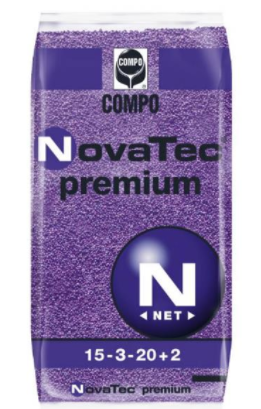 COMPO
COMPO
NovaTec
premium
N
◄ NET ►
15-3-20+2
NovaTec premium